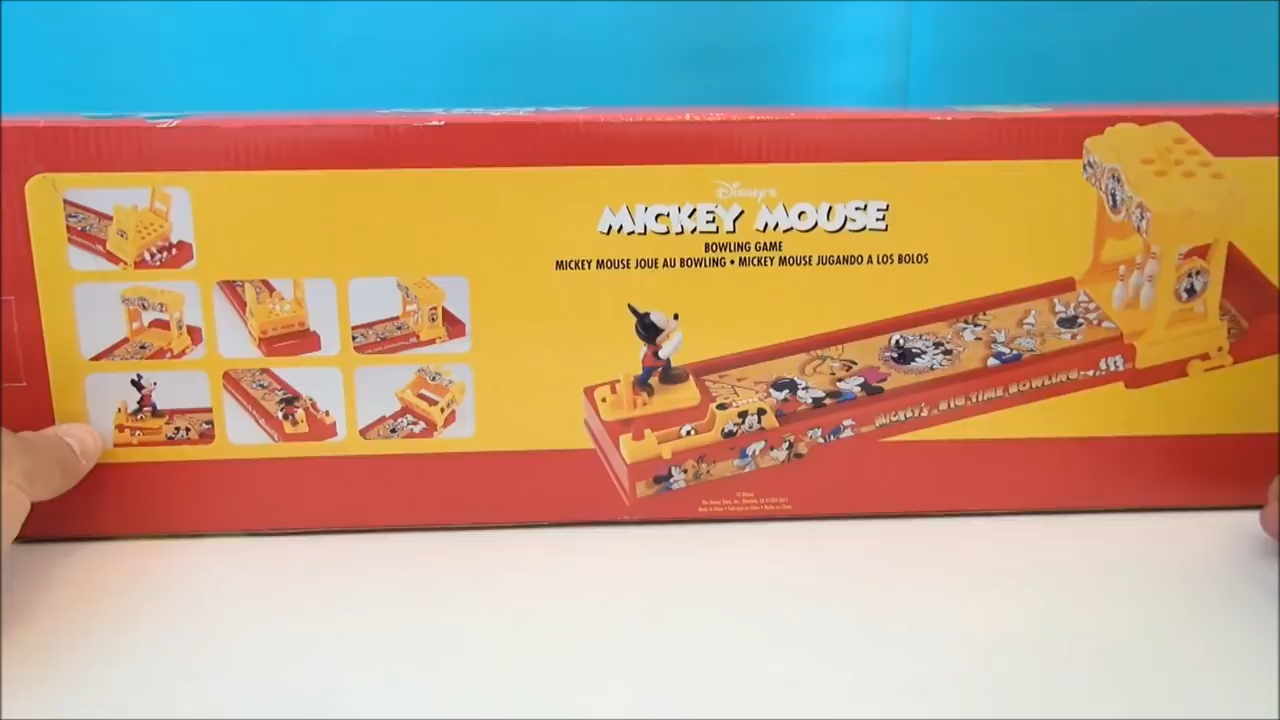 Disney's
MICKEY MOUSE
BOWLING GAME
MICKEY MOUSE JOUE AU BOWLING • MICKEY MOUSE JUGANDO A LOS BOLOS
MICKEY'S BIG TIME BOWLING